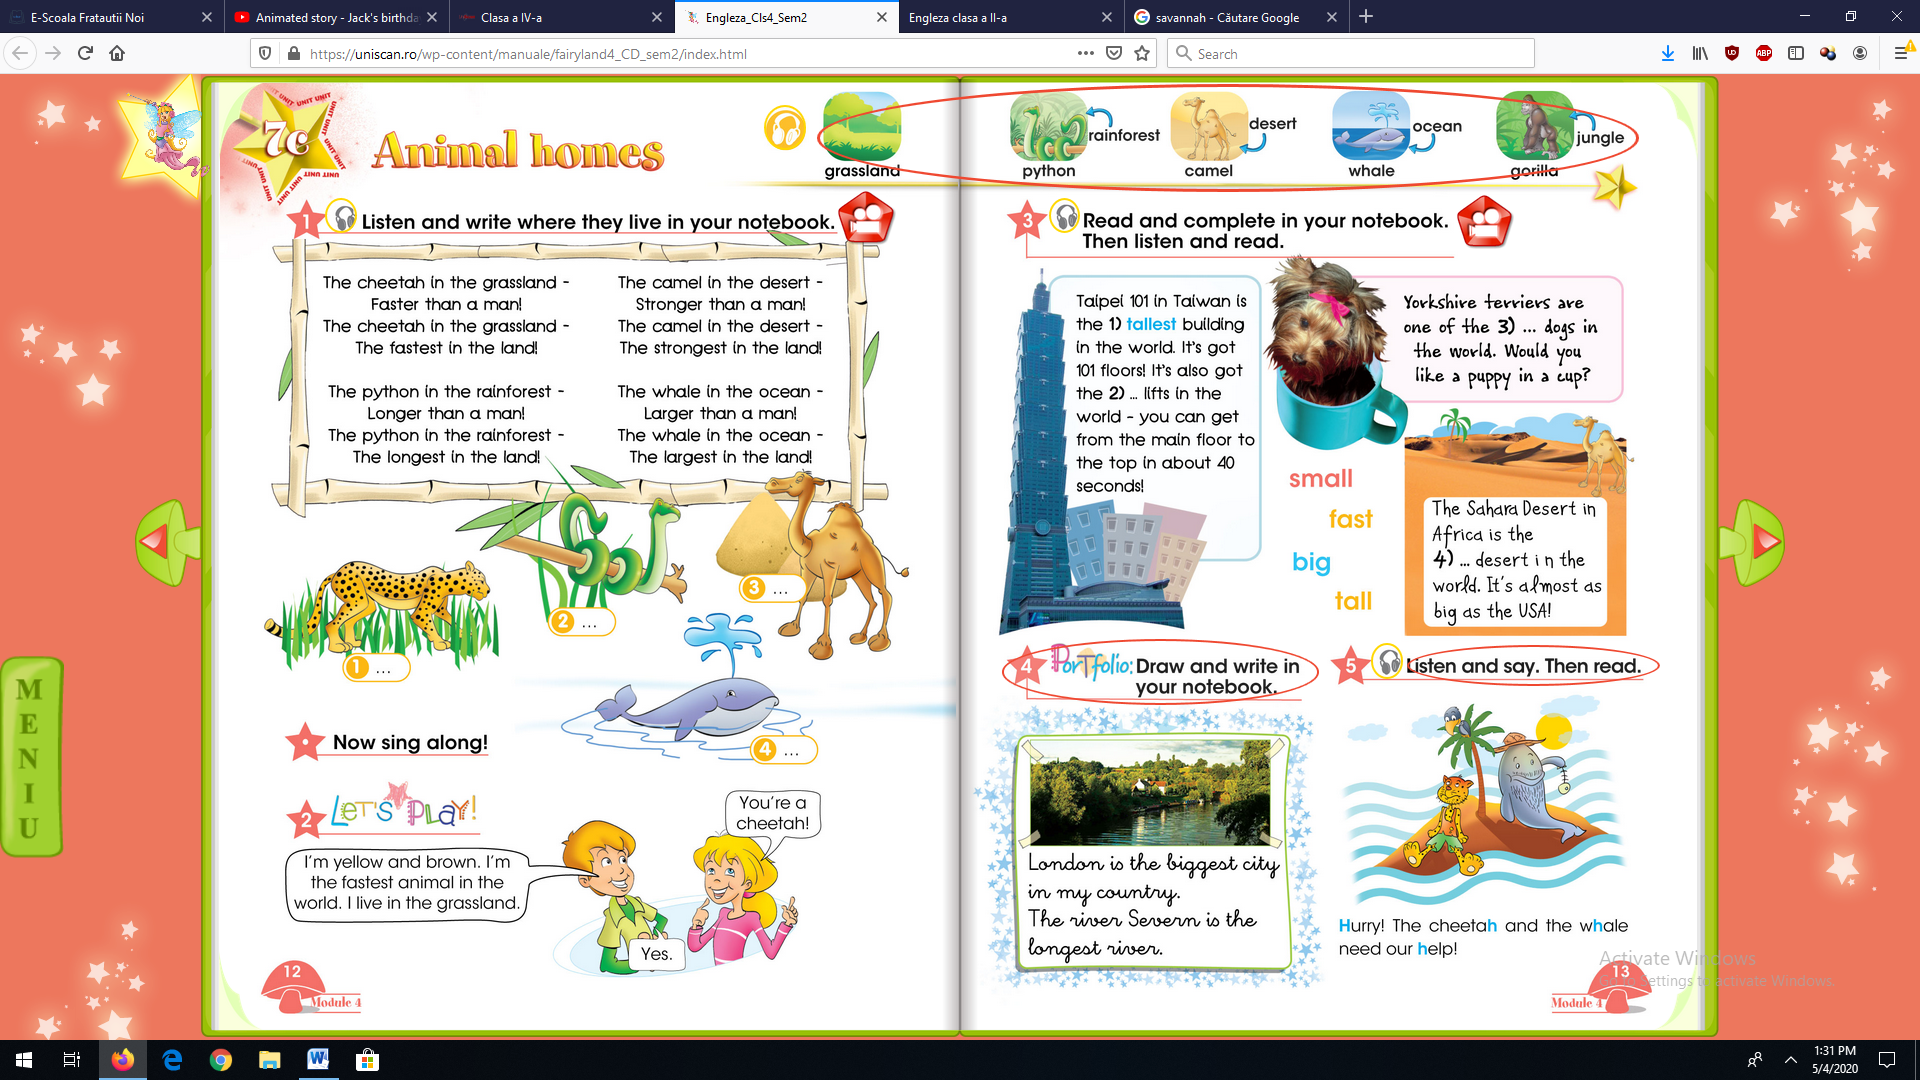 E-Scoala Fratautii Noi
Animated story - Jack's birthda
Clasa a IV-a
Engleza_Cls4_Sem2
Engleza clasa a II-a
savannah - Căutare Google
https://uniscan.ro/wp-content/manuale/fairyland4_CD_sem2/index.html
Search
UNIT UNIT UNIT UNIT
7c
Animal homes
grassland
python
rainforest
camel
desert
whale
ocean
gorilla
jungle
1 Listen and write where they live in your notebook.
The cheetah in the grassland -
Faster than a man!
The cheetah in the grassland -
The fastest in the land!
The python in the rainforest -
Longer than a man!
The python in the rainforest -
The longest in the land!
The camel in the desert -
Stronger than a man!
The camel in the desert -
The strongest in the land!
The whale in the ocean -
Larger than a man!
The whale in the ocean -
The largest in the land!
1 ...
2 ...
3 ...
4 ...
Now sing along!
2 Let's Play!
I'm yellow and brown. I'm
the fastest animal in the
world. I live in the grassland.
You're a
cheetah!
Yes.
12
Module 4
3 Read and complete in your notebook.
Then listen and read.
Taipei 101 in Taiwan is
the 1) tallest building
in the world. It's got
101 floors! It's also got
the 2) ... lifts in the
world - you can get
from the main floor to
the top in about 40
seconds!
Yorkshire terriers are
one of the 3) ... dogs in
the world. Would you
like a puppy in a cup?
small
fast
big
tall
The Sahara Desert in
Africa is the
4) ... desert in the
world. It's almost as
big as the USA!
4 Portfolio: Draw and write in
your notebook.
London is the biggest city
in my country.
The river Severn is the
longest river.
5 Listen and say. Then read.
Hurry! The cheetah and the whale
need our help!
13
Module 4
MENIU
Activate Windows
Go to Settings to activate Windows.
1:31 PM
5/4/2020